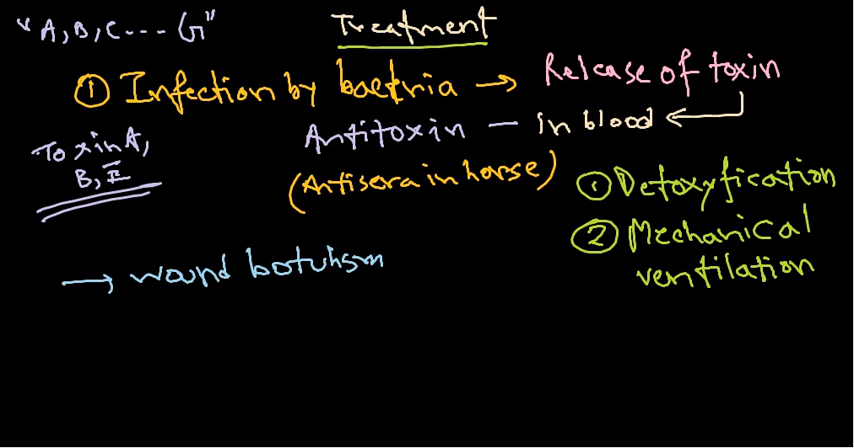 "A, B, C --- G"
Treatment
① Infection by bacteria → Release of toxin
Antitoxin — in blood ←
Toxin A,
B, E
(Antisera in horse)
① Detoxyfication
② Mechanical
ventilation
→ wound botulism